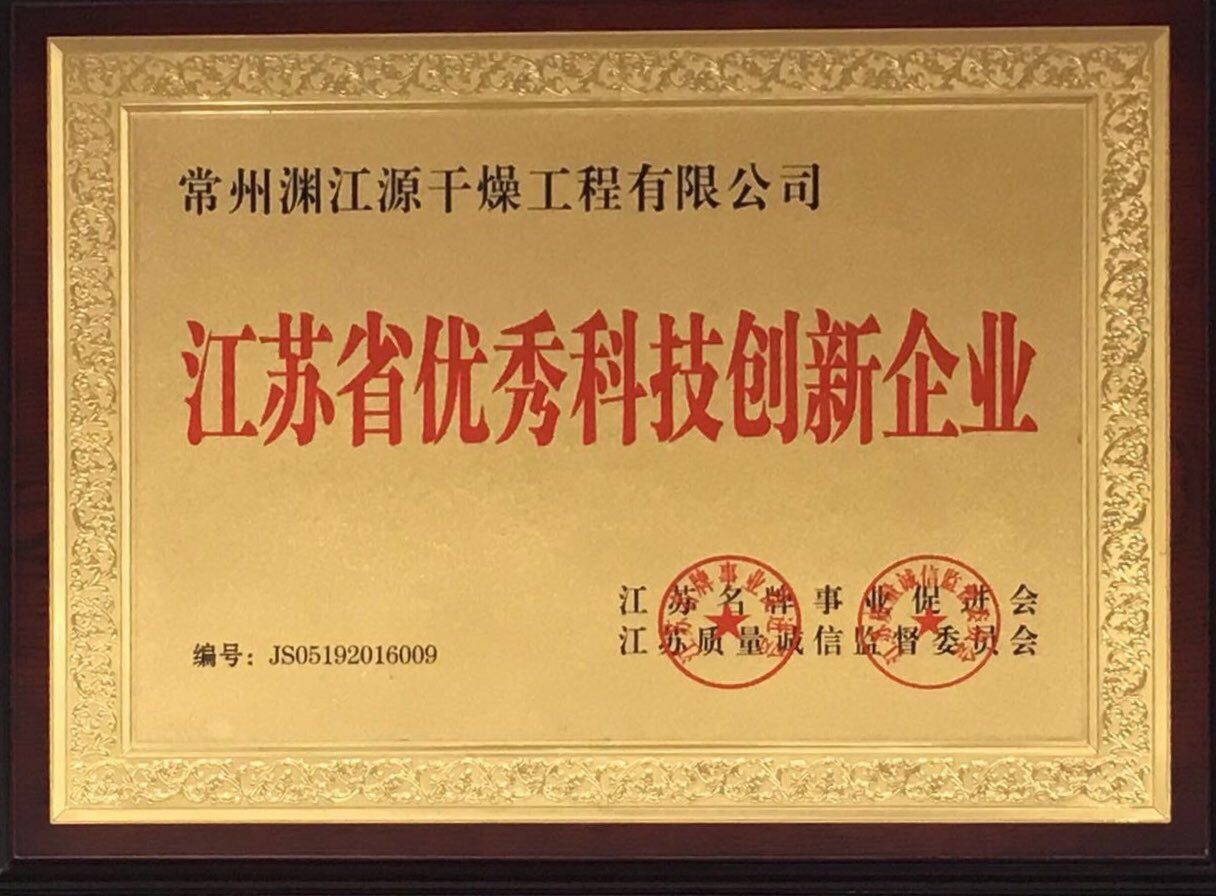 常州渊江源干燥工程有限公司
江苏省优秀科技创新企业
江苏名牌事业促进会
江苏质量诚信监督委员会
编号：JS05192016009